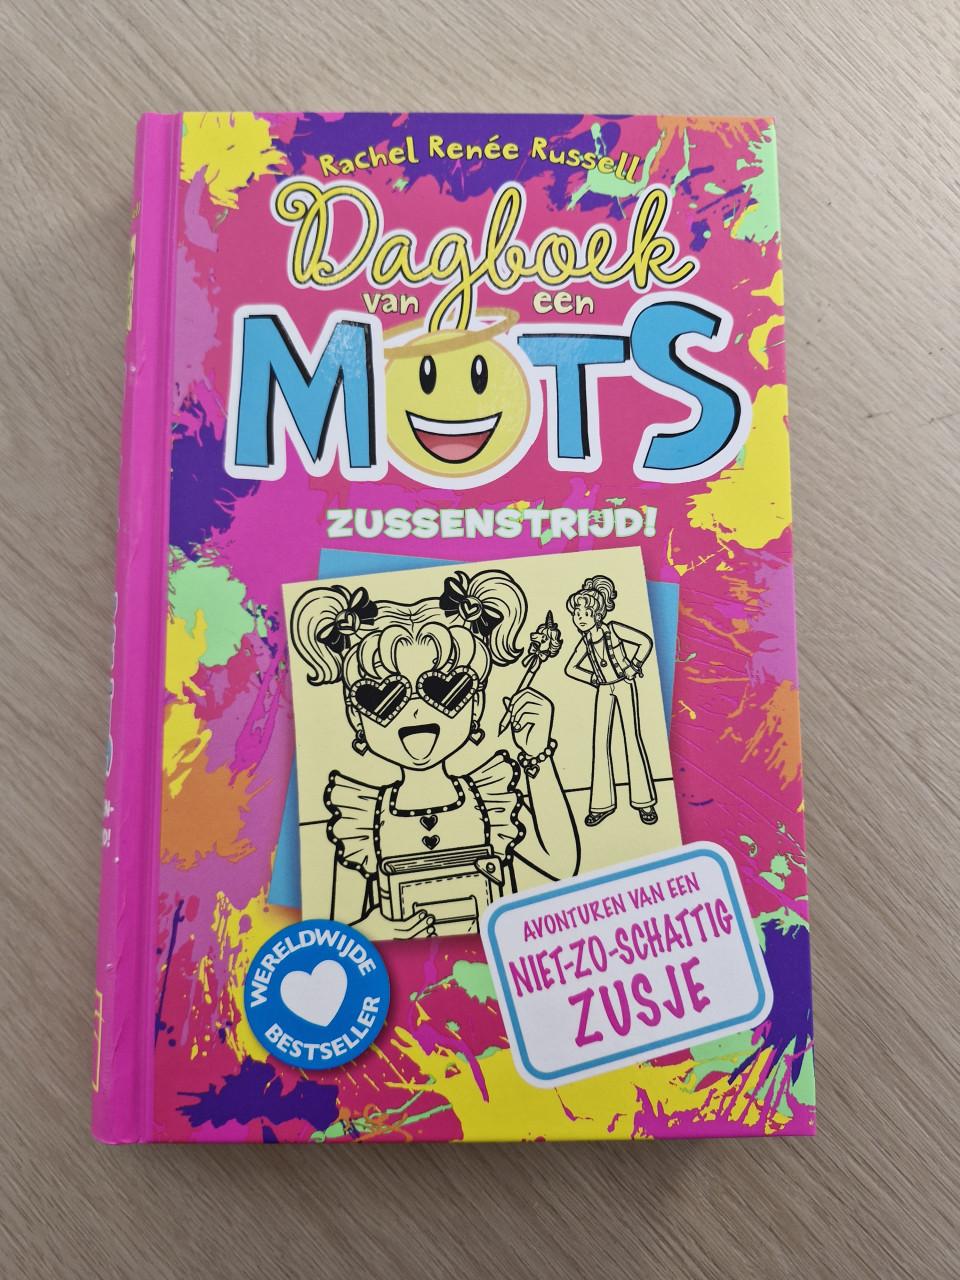 Rachel Renée Russell
Dagboek
van een
MOTS
ZUSSENSTRIJD!
AVONTUREN VAN EEN
NIET-ZO-SCHATTIG
ZUSJE
WERELDWIJDE
BESTSELLER